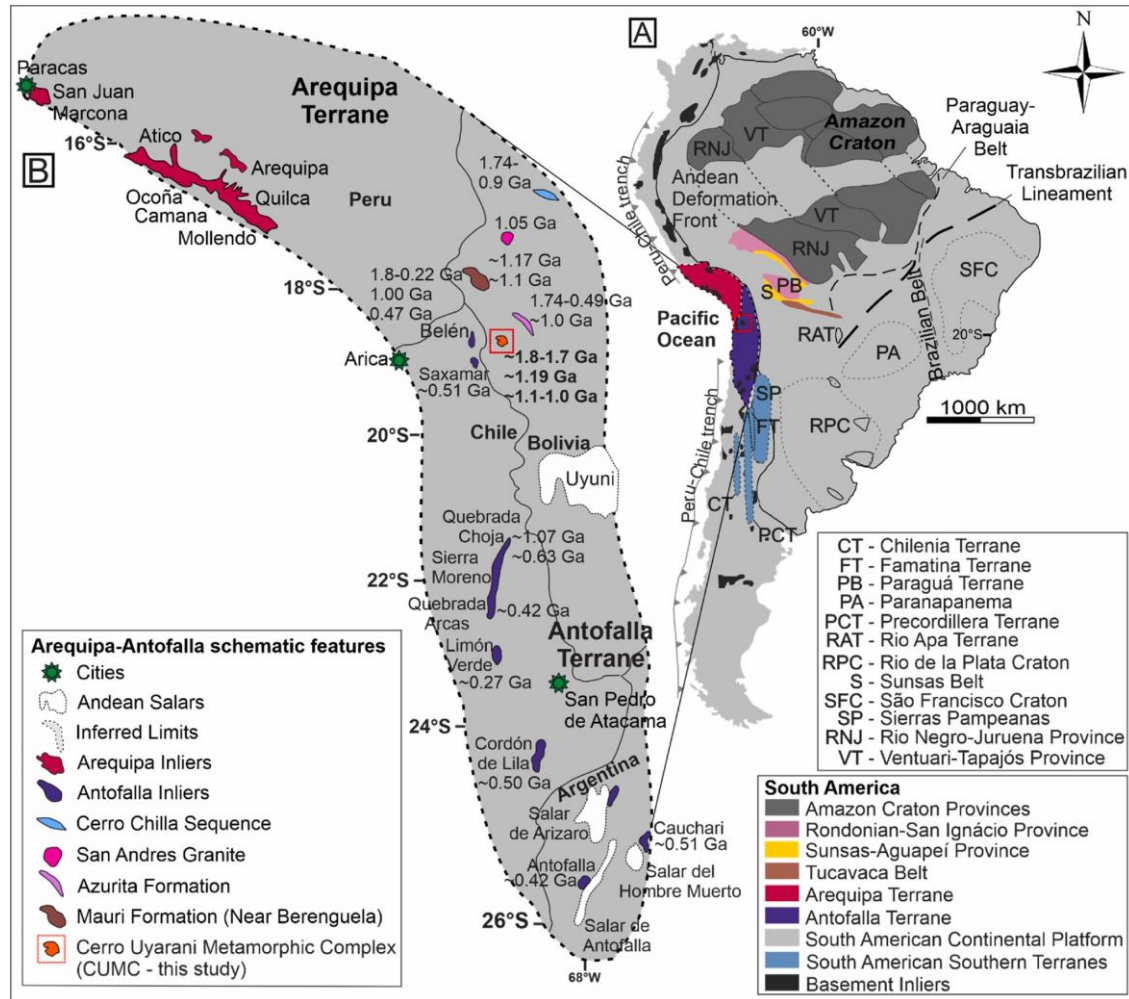 A
60°W
N
Paracas
San Juan
Marcona
Arequipa
Terrane
16°S
B
Atico
Arequipa
Ocoña
Camana
Quilca
Mollendo
Peru
1.74-
0.9 Ga
1.05 Ga
~1.17 Ga
~1.1 Ga
1.8-0.22 Ga
1.00 Ga
0.47 Ga
18°S
1.74-0.49 Ga
~1.0 Ga
Belén
Arica
Saxamar
~0.51 Ga
~1.8-1.7 Ga
~1.19 Ga
~1.1-1.0 Ga
20°S
Chile
Bolivia
Uyuni
Quebrada
Choja
~1.07 Ga
~0.63 Ga
Sierra
Moreno
22°S
Quebrada
Arcas
~0.42 Ga
Limón
Verde
~0.27 Ga
Antofalla
Terrane
San Pedro
de Atacama
24°S
Cordón
de Lila
~0.50 Ga
Argentina
Salar
de Arizaro
Cauchari
~0.51 Ga
Antofalla
~0.42 Ga
Salar del
Hombre Muerto
26°S
Salar de
Antofalla
68°W
Amazon
Craton
VT
RNJ
Andean
Deformation
Front
VT
RNJ
Paraguay-
Araguaia
Belt
Transbrazilian
Lineament
Peru-Chile trench
S
PB
SFC
Pacific
Ocean
RAT
Brazilian Belt
20°S
PA
SP
FT
RPC
1000 km
Peru-Chile trench
CT
PCT
CT - Chilenia Terrane
FT - Famatina Terrane
PB - Paraguá Terrane
PA - Paranapanema
PCT - Precordillera Terrane
RAT - Rio Apa Terrane
RPC - Rio de la Plata Craton
S - Sunsas Belt
SFC - São Francisco Craton
SP - Sierras Pampeanas
RNJ - Rio Negro-Juruena Province
VT - Ventuari-Tapajós Province
Arequipa-Antofalla schematic features
Cities
Andean Salars
Inferred Limits
Arequipa Inliers
Antofalla Inliers
Cerro Chilla Sequence
San Andres Granite
Azurita Formation
Mauri Formation (Near Berenguela)
Cerro Uyarani Metamorphic Complex
(CUMC - this study)
South America
Amazon Craton Provinces
Rondonian-San Ignácio Province
Sunsas-Aguapeí Province
Tucavaca Belt
Arequipa Terrane
Antofalla Terrane
South American Continental Platform
South American Southern Terranes
Basement Inliers